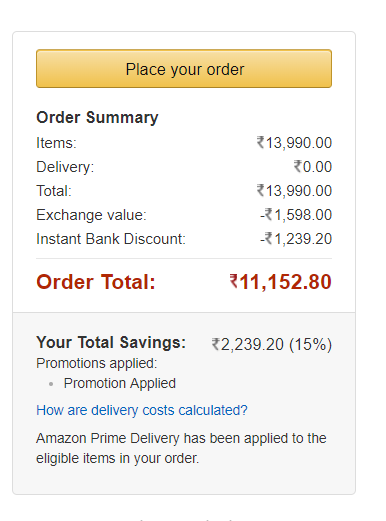 Place your order
Order Summary
Items: ₹13,990.00
Delivery: ₹0.00
Total: ₹13,990.00
Exchange value: -₹1,598.00
Instant Bank Discount: -₹1,239.20
Order Total: ₹11,152.80
Your Total Savings: ₹2,239.20 (15%)
Promotions applied:
• Promotion Applied
How are delivery costs calculated?
Amazon Prime Delivery has been applied to the
eligible items in your order.